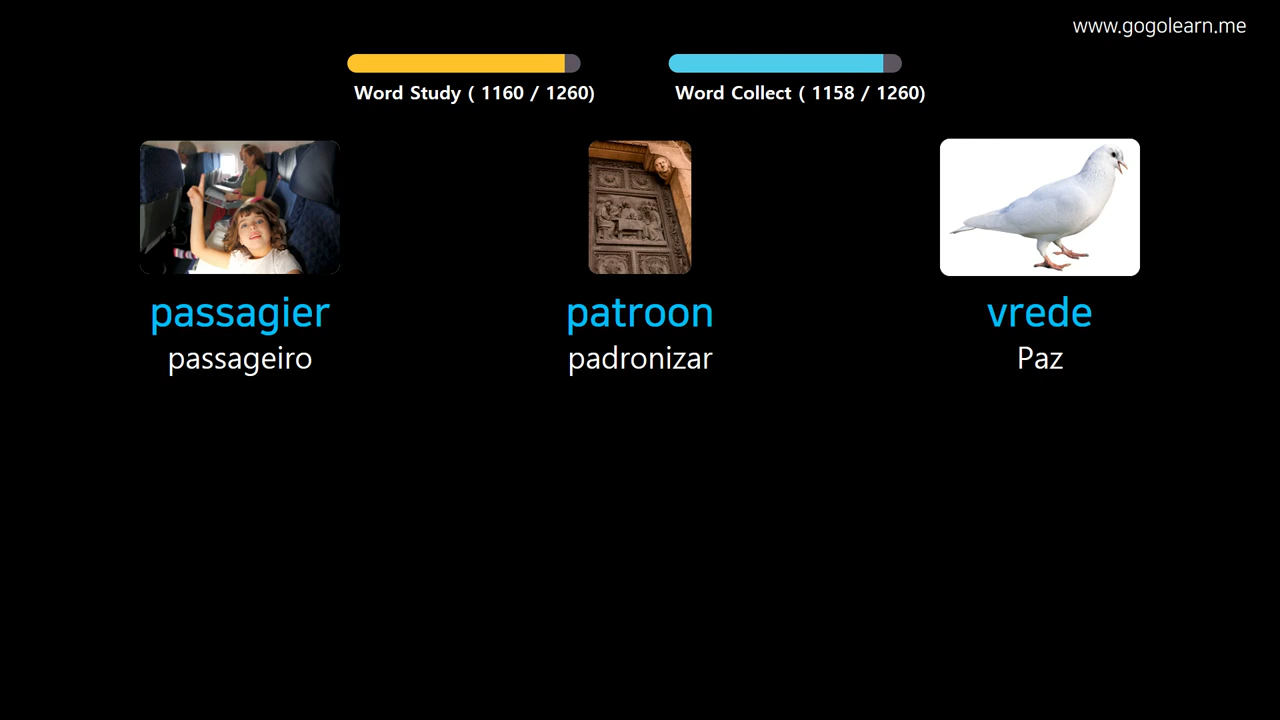 www.gogolearn.me
Word Study ( 1160 / 1260)
Word Collect ( 1158 / 1260)
passagier
passageiro
patroon
padronizar
vrede
Paz